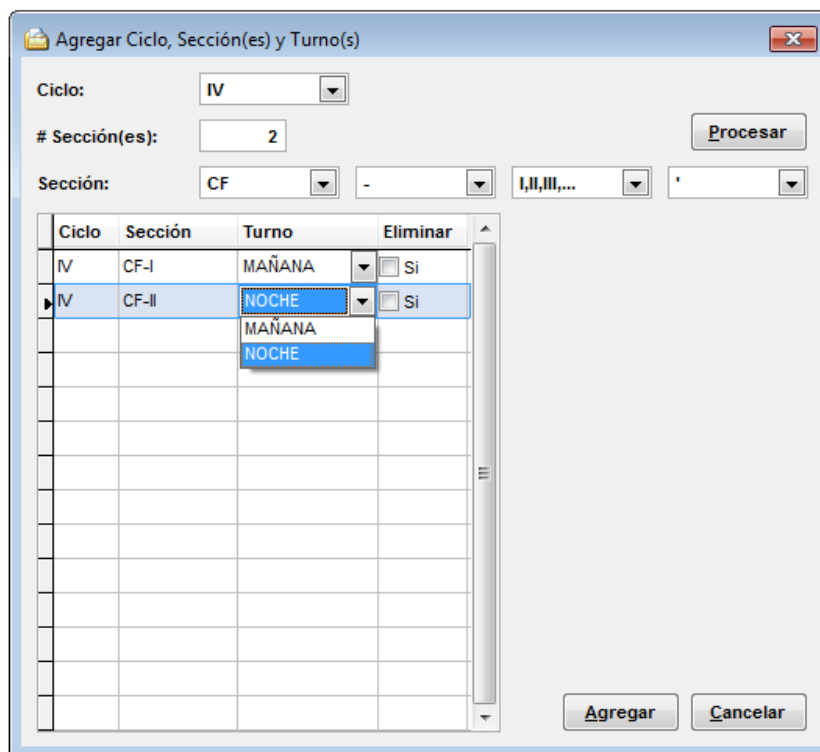 Agregar Ciclo, Sección(es) y Turno(s)
Ciclo: IV
# Sección(es): 2 Procesar
Sección: CF - I,II,III,... '
Ciclo Sección Turno Eliminar
IV CF-I MAÑANA Si
IV CF-II NOCHE Si
MAÑANA
NOCHE
Agregar Cancelar